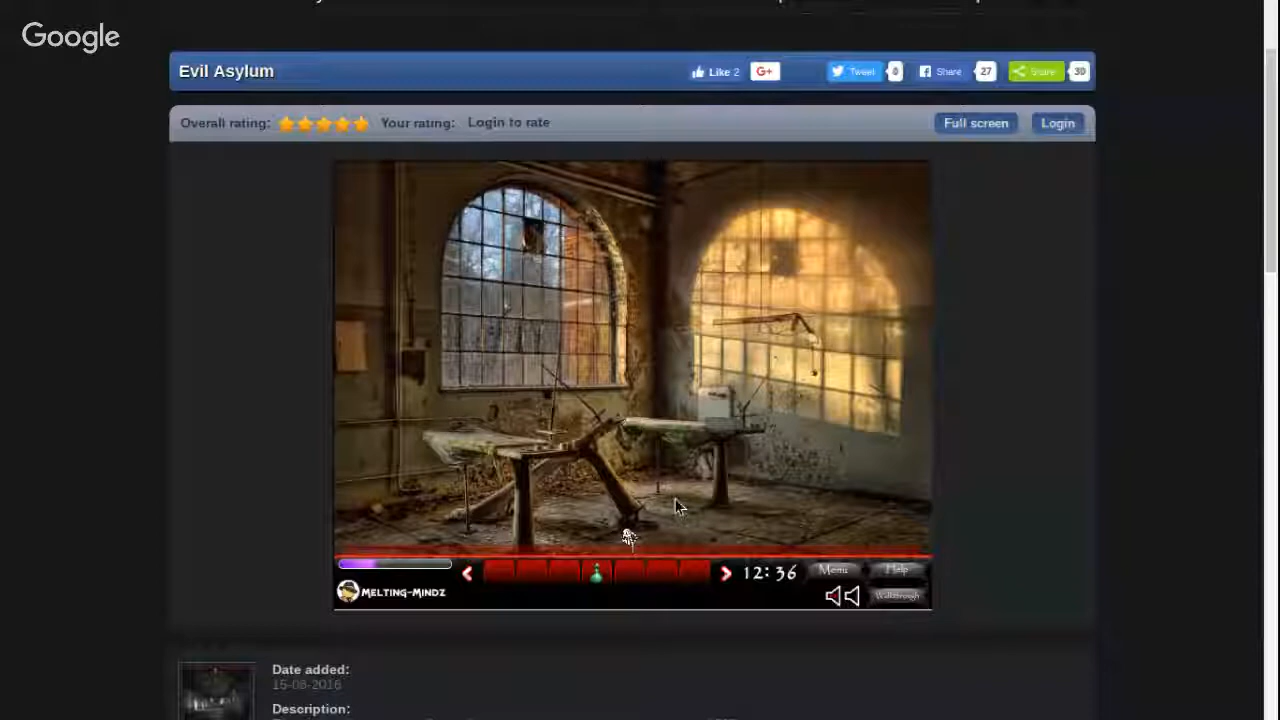 Google
Evil Asylum
Like 2
G+
Tweet 0
Share 27
Share 30
Overall rating: Your rating: Login to rate
Full screen
Login
12:36
Menu
Help
MELTING-MINDZ
Walkthrough
Date added:
15-08-2016
Description: